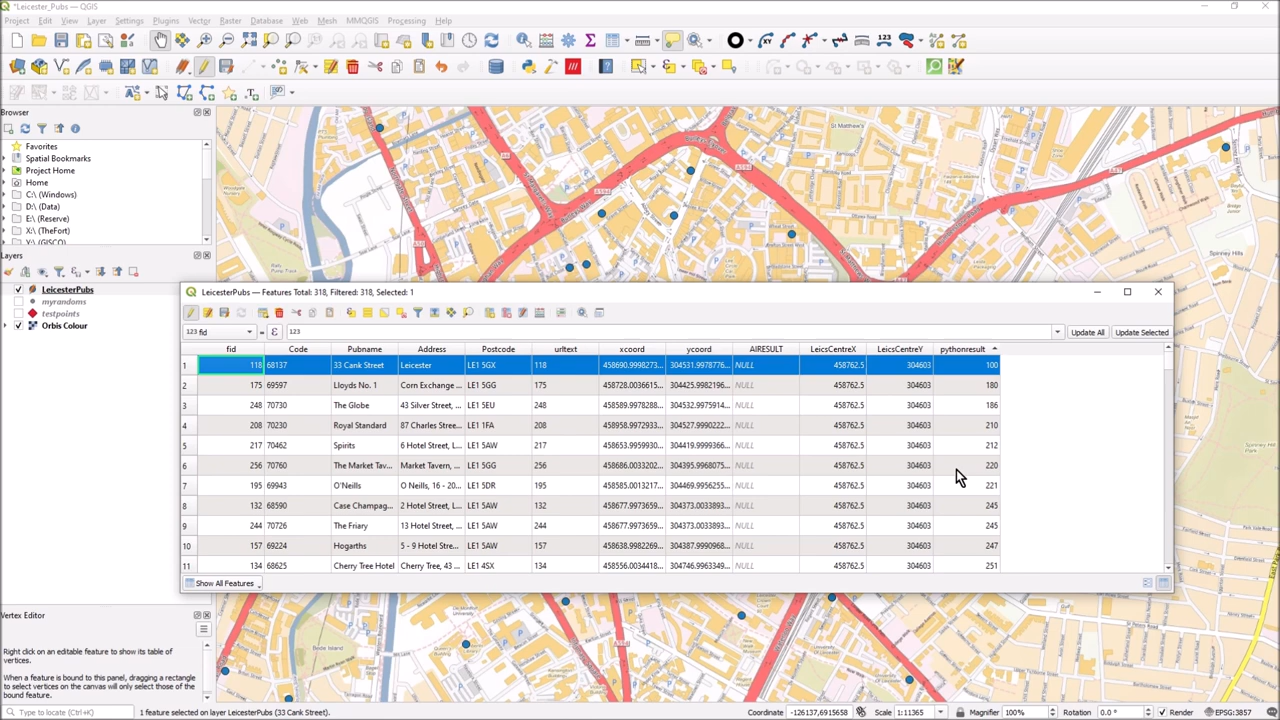 *Leicester_Pubs — QGIS
Project Edit View Layer Settings Plugins Vector Raster Database Web Mesh MMQGIS Processing Help
Browser
Favorites
Spatial Bookmarks
Project Home
Home
C:\ (Windows)
D:\ (Data)
E:\ (Reserve)
X:\ (TheFort)
Y:\ (GISCO)
Layers
LeicesterPubs
myrandoms
testpoints
Orbis Colour
LeicesterPubs — Features Total: 318, Filtered: 318, Selected: 1
123 fid = ε 123 Update All Update Selected
fid Code Pubname Address Postcode urltext xcoord ycoord AIRESULT LeicsCentreX LeicsCentreY pythonresult
1 118 68137 33 Cank Street Leicester LE1 5GX 118 458690.9998273... 304531.9978776... NULL 458762.5 304603 100
2 175 69597 Lloyds No. 1 Corn Exchange ... LE1 5GG 175 458728.0036615... 304425.9982196... NULL 458762.5 304603 180
3 248 70730 The Globe 43 Silver Street, ... LE1 5EU 248 458589.9978288... 304532.9975914... NULL 458762.5 304603 186
4 208 70230 Royal Standard 87 Charles Stree... LE1 1FA 208 458958.9972933... 304527.9990222... NULL 458762.5 304603 210
5 217 70462 Spirits 6 Hotel Street, L... LE1 5AW 217 458653.9959930... 304419.9999366... NULL 458762.5 304603 212
6 256 70760 The Market Tav... Market Tavern, ... LE1 5GG 256 458686.0033202... 304395.9968075... NULL 458762.5 304603 220
7 195 69943 O'Neills O Neills, 16 - 20... LE1 5DR 195 458585.0013217... 304469.9956255... NULL 458762.5 304603 221
8 132 68590 Case Champag... 2 Hotel Street, ... LE1 5AW 132 458677.9973659... 304373.0033893... NULL 458762.5 304603 245
9 244 70726 The Friary 13 Hotel Street, ... LE1 5AW 244 458677.9973659... 304373.0033893... NULL 458762.5 304603 245
10 157 69224 Hogarths 5 - 9 Hotel Stre... LE1 5AW 157 458638.9982269... 304387.9990968... NULL 458762.5 304603 247
11 134 68625 Cherry Tree Hotel Cherry Tree, 43 ... LE1 4SX 134 458556.0034418... 304746.9963349... NULL 458762.5 304603 251
Show All Features
Vertex Editor
Right click on an editable feature to show its table of
vertices.
When a feature is bound to this panel, dragging a rectangle
to select vertices on the canvas will only select those of the
bound feature.
Type to locate (Ctrl+K) 1 feature selected on layer LeicesterPubs (33 Cank Street). Coordinate -126137,6915658 Scale 1:11365 Magnifier 100% Rotation 0.0 ° Render EPSG:3857